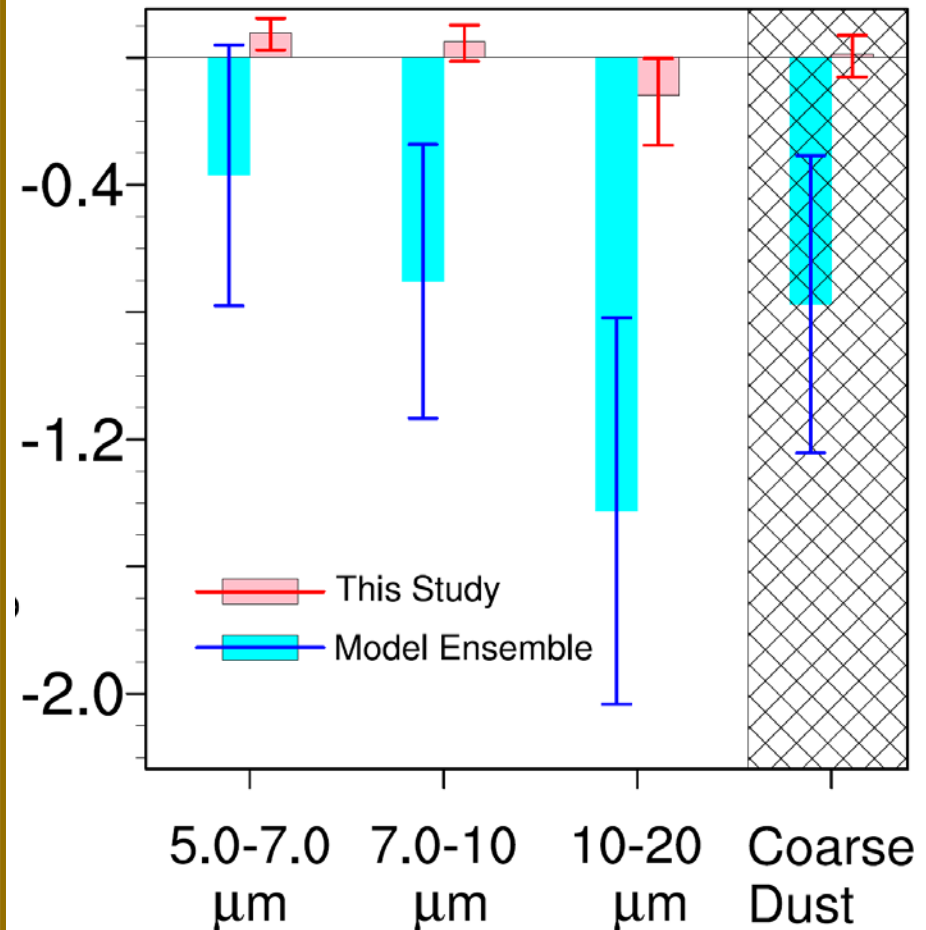 -0.4
-1.2
-2.0
This Study
Model Ensemble
5.0-7.0 7.0-10 10-20 Coarse
μm μm μm Dust